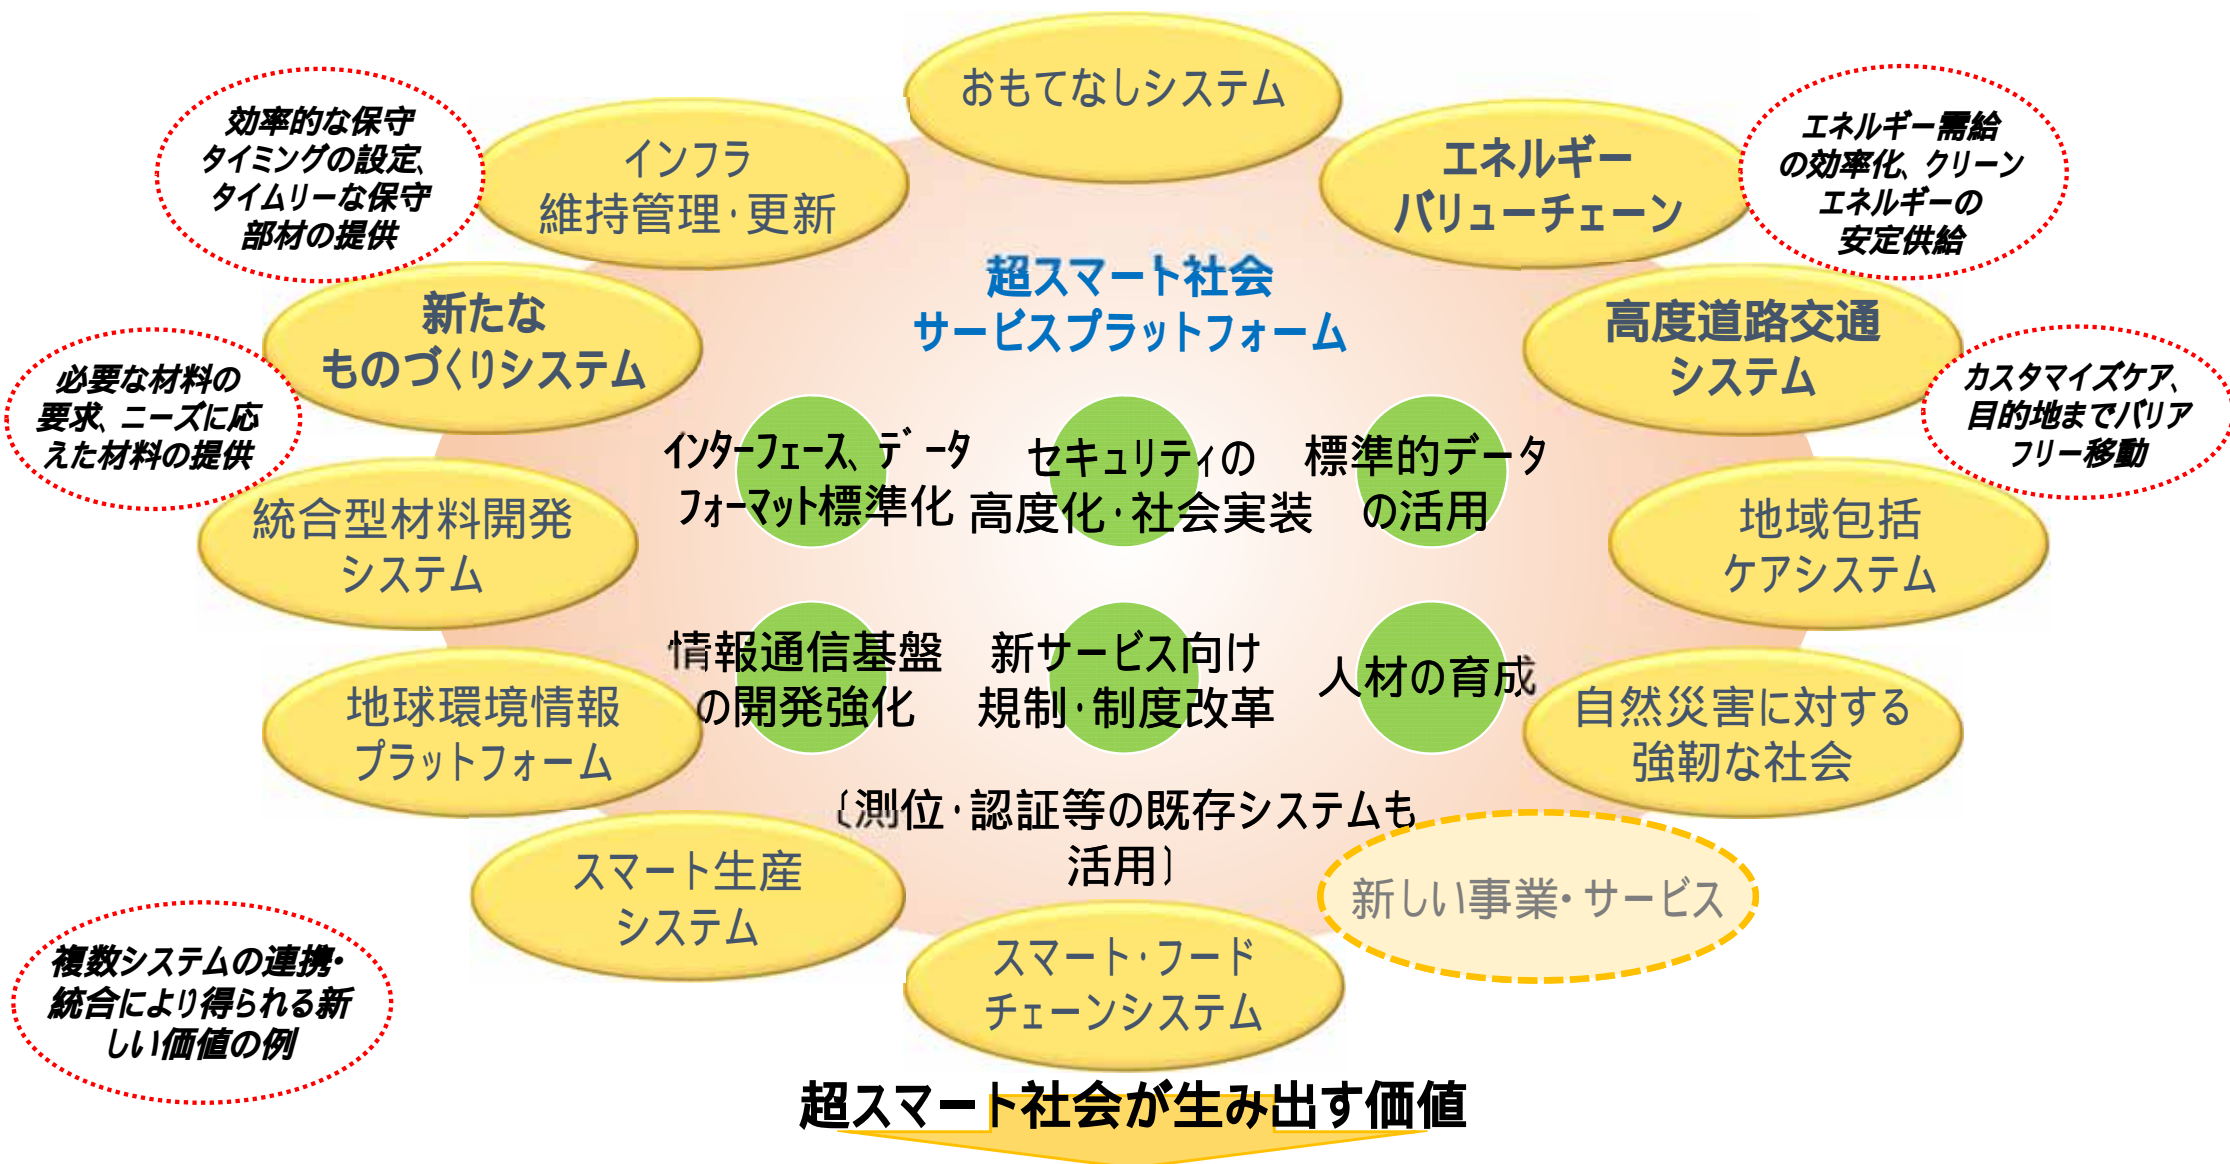 おもてなしシステム
効率的な保守
タイミングの設定、
タイムリーな保守
部材の提供
インフラ
維持管理・更新
エネルギー
バリューチェーン
エネルギー需給
の効率化、クリーン
エネルギーの
安定供給
超スマート社会
サービスプラットフォーム
新たな
ものづくりシステム
高度道路交通
システム
必要な材料の
要求、ニーズに応
えた材料の提供
カスタマイズケア、
目的地までバリア
フリー移動
インターフェース、データ
フォーマット標準化
セキュリティの
高度化・社会実装
標準的データ
の活用
統合型材料開発
システム
地域包括
ケアシステム
情報通信基盤
の開発強化
新サービス向け
規制・制度改革
人材の育成
地球環境情報
プラットフォーム
自然災害に対する
強靭な社会
〔測位・認証等の既存システムも
活用〕
スマート生産
システム
新しい事業・サービス
スマート・フード
チェーンシステム
複数システムの連携・
統合により得られる新
しい価値の例
超スマート社会が生み出す価値